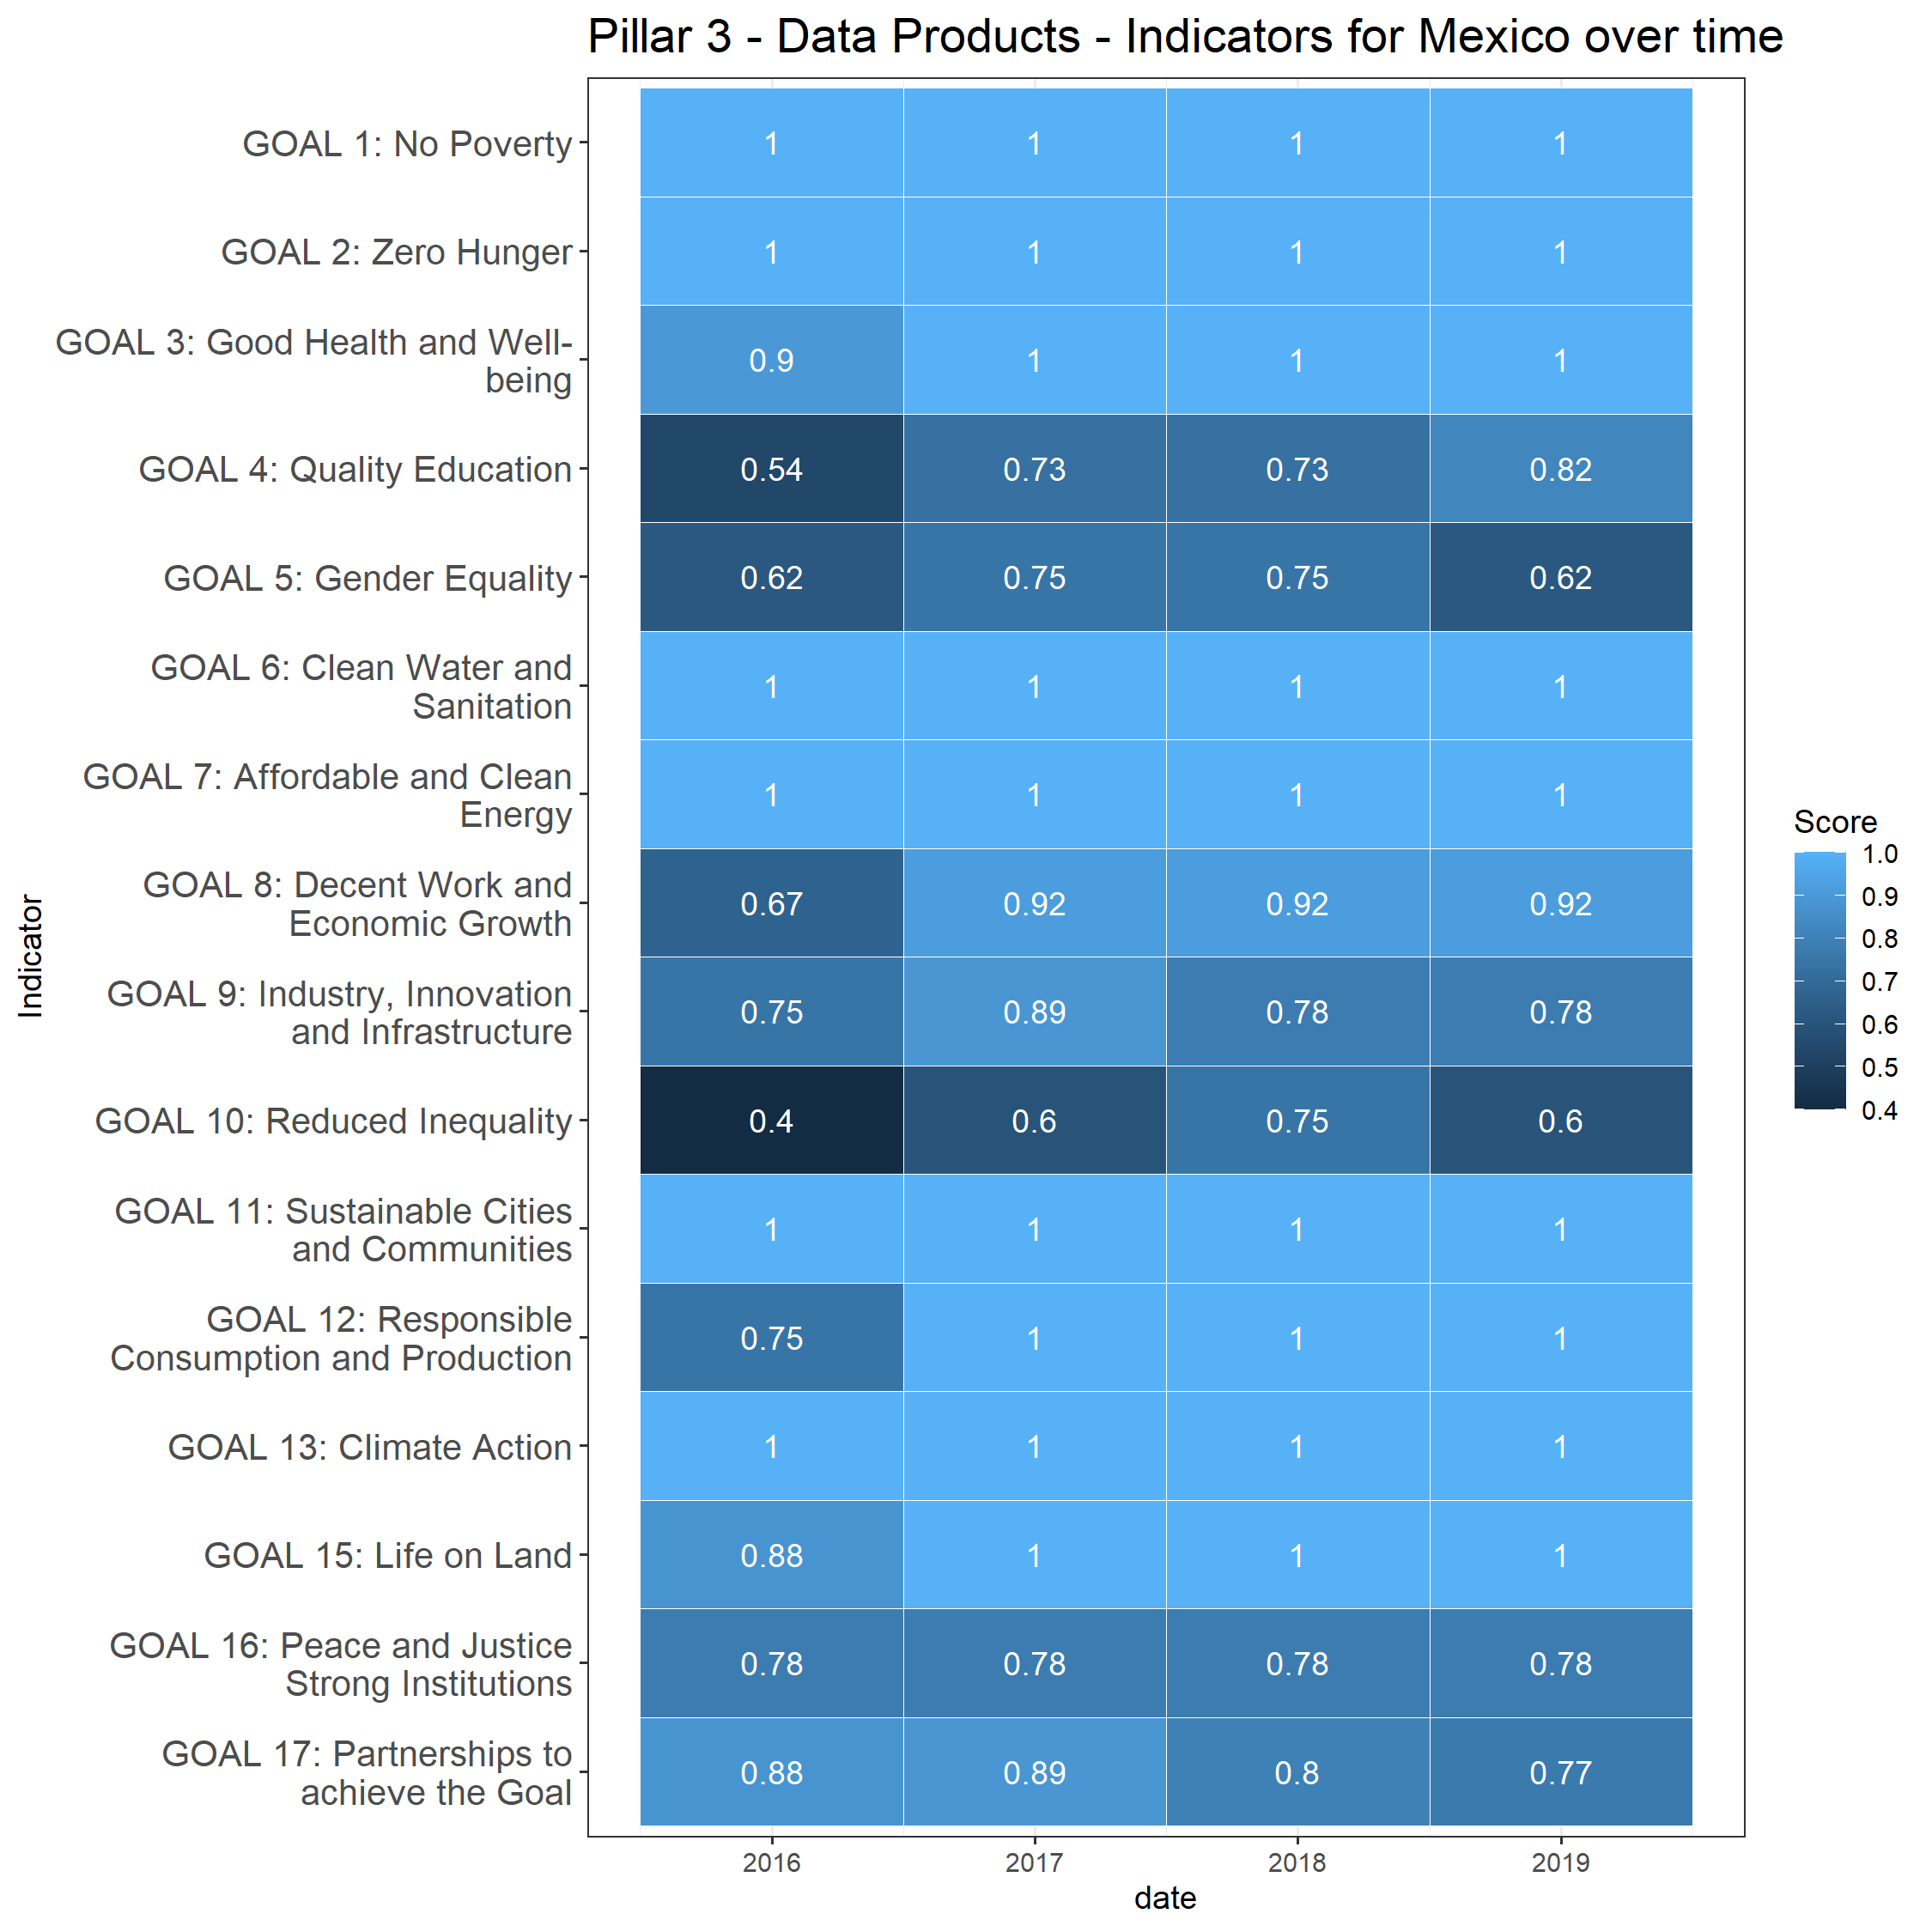 Pillar 3 - Data Products - Indicators for Mexico over time
GOAL 1: No Poverty
1 1 1 1
GOAL 2: Zero Hunger
1 1 1 1
GOAL 3: Good Health and Well-
being
0.9 1 1 1
GOAL 4: Quality Education
0.54 0.73 0.73 0.82
GOAL 5: Gender Equality
0.62 0.75 0.75 0.62
GOAL 6: Clean Water and
Sanitation
1 1 1 1
GOAL 7: Affordable and Clean
Energy
1 1 1 1
GOAL 8: Decent Work and
Economic Growth
0.67 0.92 0.92 0.92
GOAL 9: Industry, Innovation
and Infrastructure
0.75 0.89 0.78 0.78
GOAL 10: Reduced Inequality
0.4 0.6 0.75 0.6
GOAL 11: Sustainable Cities
and Communities
1 1 1 1
GOAL 12: Responsible
Consumption and Production
0.75 1 1 1
GOAL 13: Climate Action
1 1 1 1
GOAL 15: Life on Land
0.88 1 1 1
GOAL 16: Peace and Justice
Strong Institutions
0.78 0.78 0.78 0.78
GOAL 17: Partnerships to
achieve the Goal
0.88 0.89 0.8 0.77
2016 2017 2018 2019
date
Indicator
Score
1.0
0.9
0.8
0.7
0.6
0.5
0.4